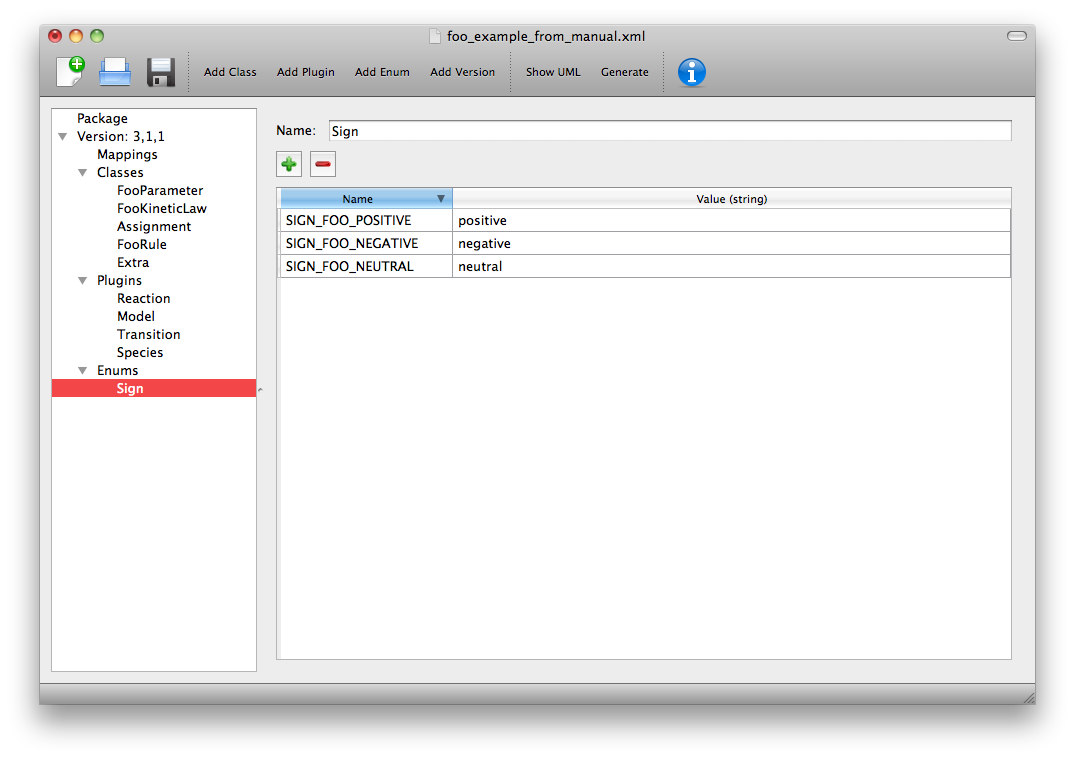 foo_example_from_manual.xml
Add Class Add Plugin Add Enum Add Version Show UML Generate
Package
Version: 3,1,1
Mappings
Classes
FooParameter
FooKineticLaw
Assignment
FooRule
Extra
Plugins
Reaction
Model
Transition
Species
Enums
Sign
Name: Sign
Name Value (string)
SIGN_FOO_POSITIVE positive
SIGN_FOO_NEGATIVE negative
SIGN_FOO_NEUTRAL neutral